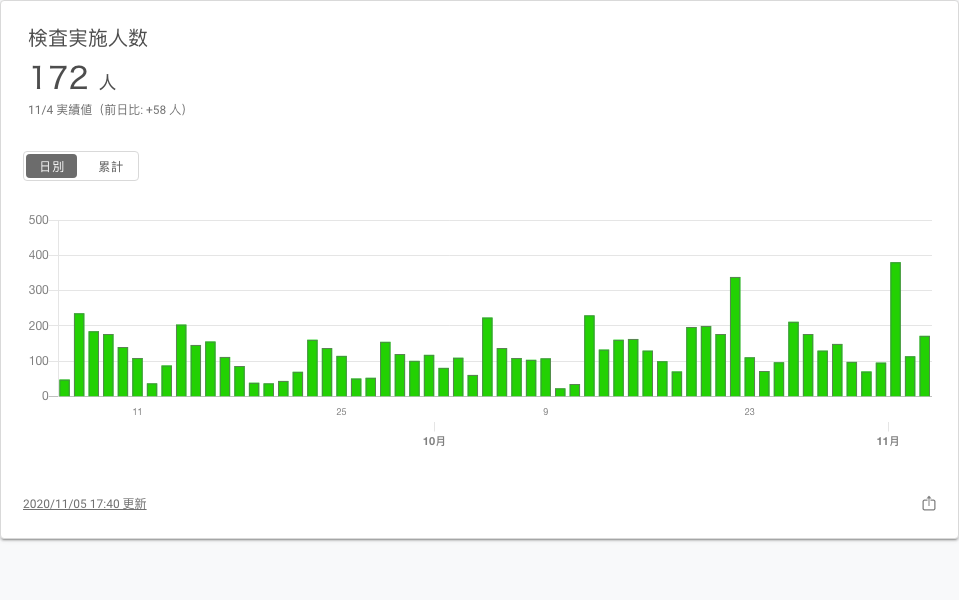 検査実施人数
172 人
11/4 実績値（前日比: +58 人）
日別 累計
500
400
300
200
100
0
11 25 9 23
10月 11月
2020/11/05 17:40 更新